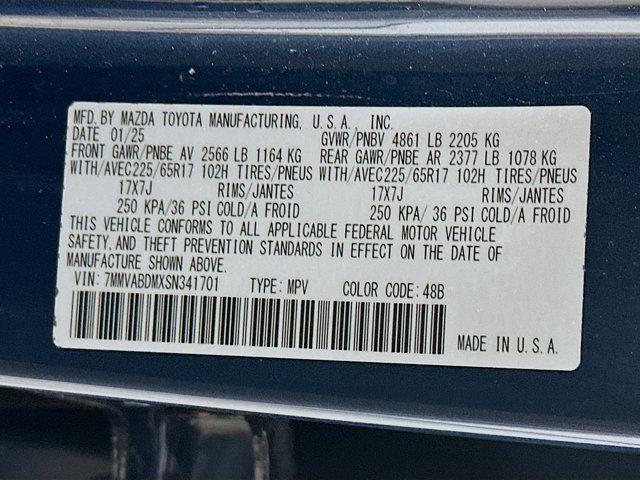 MFD. BY MAZDA TOYOTA MANUFACTURING, U.S.A., INC.
DATE 01/25 GVWR/PNBV 4861 LB 2205 KG
FRONT GAWR/PNBE AV 2566 LB 1164 KG REAR GAWR/PNBE AR 2377 LB 1078 KG
WITH/AVEC225/65R17 102H TIRES/PNEUS WITH/AVEC225/65R17 102H TIRES/PNEUS
17X7J RIMS/JANTES 17X7J RIMS/JANTES
250 KPA/36 PSI COLD/A FROID 250 KPA/ 36 PSI COLD/A FROID
THIS VEHICLE CONFORMS TO ALL APPLICABLE FEDERAL MOTOR VEHICLE
SAFETY, AND THEFT PREVENTION STANDARDS IN EFFECT ON THE DATE OF
MANUFACTURE SHOWN ABOVE.
VIN: 7MMVABDMXSN341701 TYPE: MPV COLOR CODE: 48B
MADE IN U.S.A.